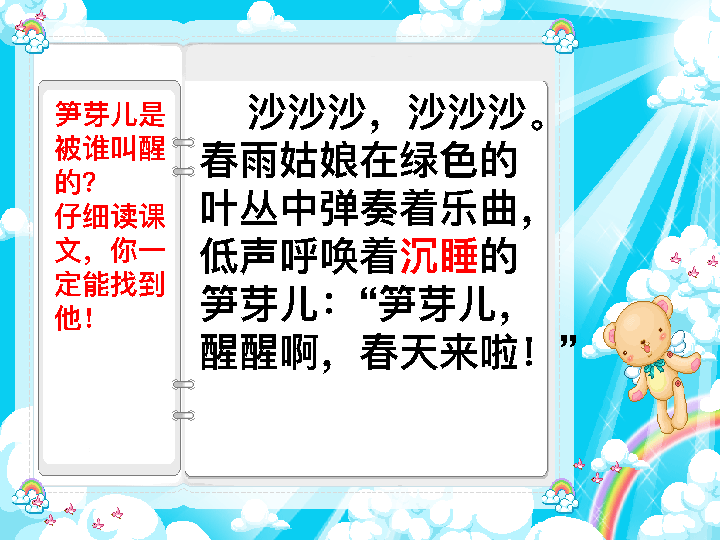 笋芽儿是
被谁叫醒
的？
仔细读课
文，你一
定能找到
他！
沙沙沙，沙沙沙。
春雨姑娘在绿色的
叶丛中弹奏着乐曲，
低声呼唤着沉睡的
笋芽儿：“笋芽儿，
醒醒啊，春天来啦！”